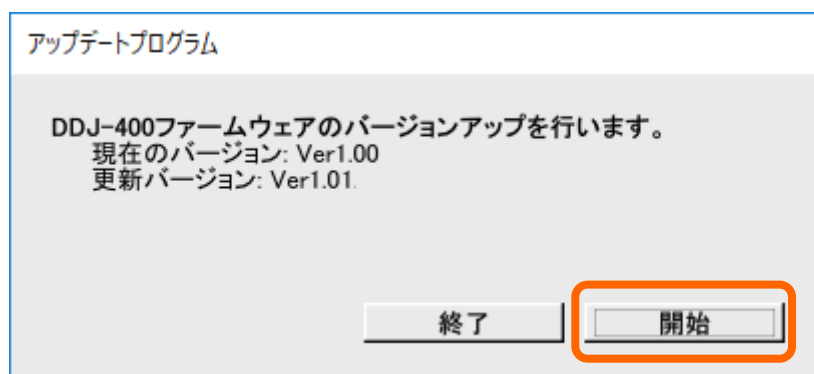 アップデートプログラム
DDJ-400ファームウェアのバージョンアップを行います。
現在のバージョン: Ver1.00
更新バージョン: Ver1.01.
終了
開始